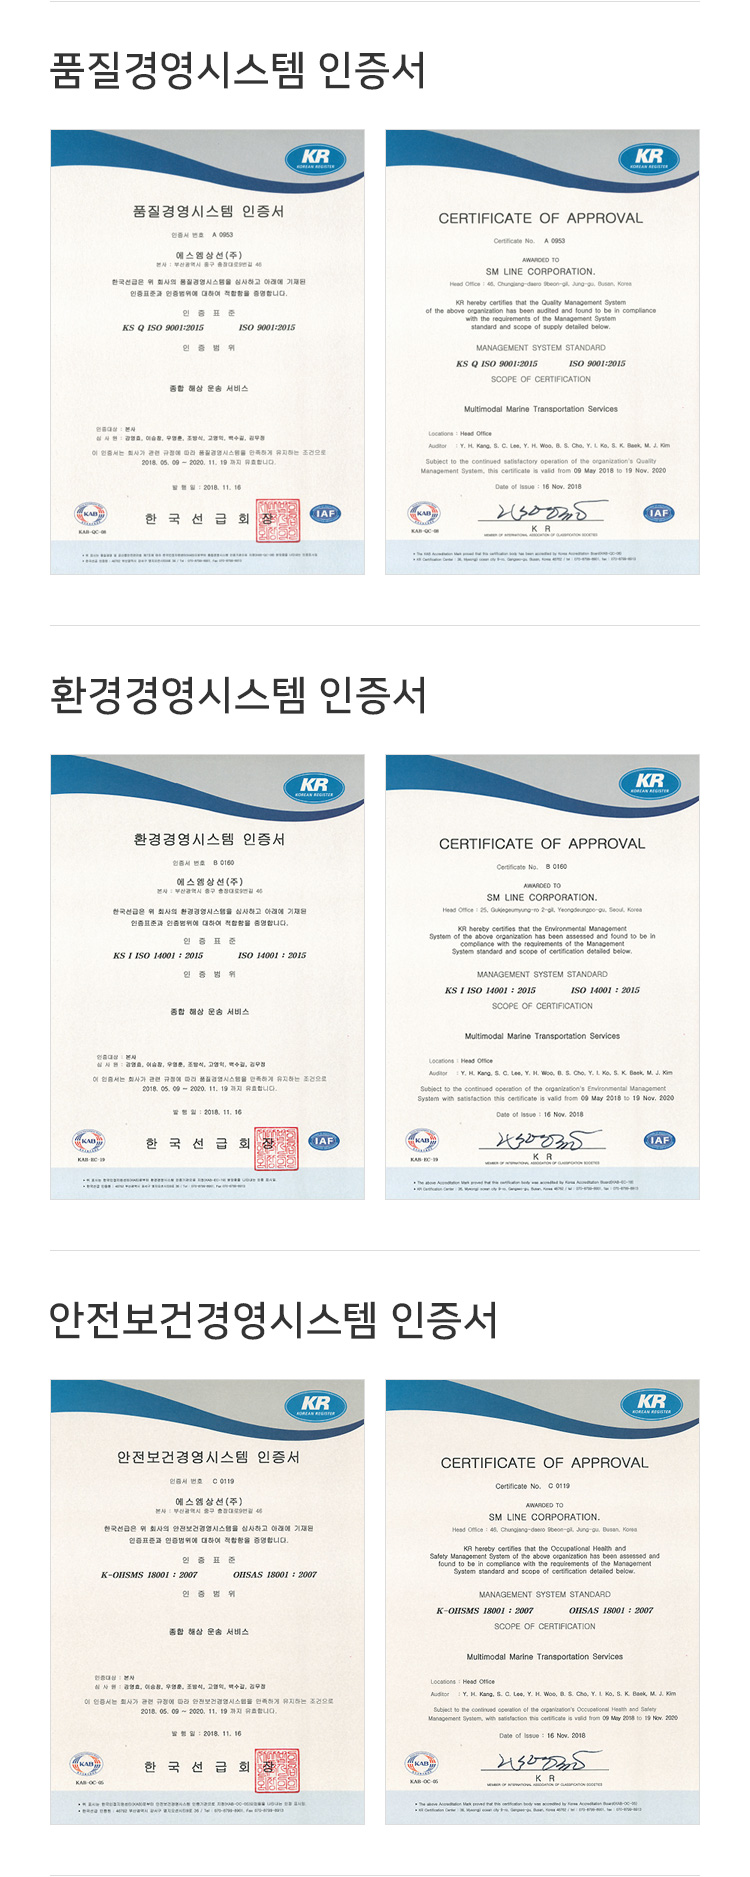 품질경영시스템 인증서
KR
KOREAN REGISTER
품질경영시스템 인증서
인증서 번호 A 0953
에스엠상선(주)
본사 : 부산광역시 중구 충장대로9번길 46
한국선급은 위 회사의 품질경영시스템을 심사하고 아래에 기재된
인증표준과 인증범위에 대하여 적합함을 증명합니다.
인 증 표 준
KS Q ISO 9001:2015 ISO 9001:2015
인 증 범 위
종합 해상 운송 서비스
인증대상 : 본사
심 사 원 : 강영효, 이승창, 우영훈, 조방식, 고영익, 백수길, 김무정
이 인증서는 회사가 관련 규정에 따라 품질경영시스템을 만족하게 유지하는 조건으로
2018. 05. 09 ~ 2020. 11. 19 까지 유효합니다.
발 행 일 : 2018. 11. 16
KAB
KAB-QC-08
한 국 선 급 회 장
IAF
KR
KOREAN REGISTER
CERTIFICATE OF APPROVAL
Certificate No. A 0953
AWARDED TO
SM LINE CORPORATION.
Head Office : 46, Chungjang-daero 9beon-gil, Jung-gu, Busan, Korea
KR hereby certifies that the Quality Management System
of the above organization has been audited and found to be in compliance
with the requirements of the Management System
standard and scope of supply detailed below.
MANAGEMENT SYSTEM STANDARD
KS Q ISO 9001:2015 ISO 9001:2015
SCOPE OF CERTIFICATION
Multimodal Marine Transportation Services
Locations : Head Office
Auditor : Y. H. Kang, S. C. Lee, Y. H. Woo, B. S. Cho, Y. I. Ko, S. K. Baek, M. J. Kim
Subject to the continued satisfactory operation of the organization's Quality
Management System, this certificate is valid from 09 May 2018 to 19 Nov. 2020
Date of Issue : 16 Nov. 2018
KAB
KAB-QC-08
K R
MEMBER OF INTERNATIONAL ASSOCIATION OF CLASSIFICATION SOCIETIES
IAF
환경경영시스템 인증서
KR
KOREAN REGISTER
환경경영시스템 인증서
인증서 번호 B 0160
에스엠상선(주)
본사 : 부산광역시 중구 충장대로9번길 46
한국선급은 위 회사의 환경경영시스템을 심사하고 아래에 기재된
인증표준과 인증범위에 대하여 적합함을 증명합니다.
인 증 표 준
KS I ISO 14001 : 2015 ISO 14001 : 2015
인 증 범 위
종합 해상 운송 서비스
인증대상 : 본사
심 사 원 : 강영효, 이승창, 우영훈, 조방식, 고영익, 백수길, 김무정
이 인증서는 회사가 관련 규정에 따라 품질경영시스템을 만족하게 유지하는 조건으로
2018. 05. 09 ~ 2020. 11. 19 까지 유효합니다.
발 행 일 : 2018. 11. 16
KAB
KAB-EC-19
한 국 선 급 회 장
IAF
KR
KOREAN REGISTER
CERTIFICATE OF APPROVAL
Certificate No. B 0160
AWARDED TO
SM LINE CORPORATION.
Head Office : 25, Gukjegeumyung-ro 2-gil, Yeongdeungpo-gu, Seoul, Korea
KR hereby certifies that the Environmental Management
System of the above organization has been assessed and found to be in
compliance with the requirements of the Management
System standard and scope of certification detailed below.
MANAGEMENT SYSTEM STANDARD
KS I ISO 14001 : 2015 ISO 14001 : 2015
SCOPE OF CERTIFICATION
Multimodal Marine Transportation Services
Locations : Head Office
Auditor : Y. H. Kang, S. C. Lee, Y. H. Woo, B. S. Cho, Y. I. Ko, S. K. Baek, M. J. Kim
Subject to the continued operation of the organization's Environmental Management
System with satisfaction this certificate is valid from 09 May 2018 to 19 Nov. 2020
Date of Issue : 16 Nov. 2018
KAB
KAB-EC-19
K R
MEMBER OF INTERNATIONAL ASSOCIATION OF CLASSIFICATION SOCIETIES
IAF
안전보건경영시스템 인증서
KR
KOREAN REGISTER
안전보건경영시스템 인증서
인증서 번호 C 0119
에스엠상선(주)
본사 : 부산광역시 중구 충장대로9번길 46
한국선급은 위 회사의 안전보건경영시스템을 심사하고 아래에 기재된
인증표준과 인증범위에 대하여 적합함을 증명합니다.
인 증 표 준
K-OHSMS 18001 : 2007 OHSAS 18001 : 2007
인 증 범 위
종합 해상 운송 서비스
인증대상 : 본사
심 사 원 : 강영효, 이승창, 우영훈, 조방식, 고영익, 백수길, 김무정
이 인증서는 회사가 관련 규정에 따라 안전보건경영시스템을 만족하게 유지하는 조건으로
2018. 05. 09 ~ 2020. 11. 19 까지 유효합니다.
발 행 일 : 2018. 11. 16
KAB
KAB-OC-05
한 국 선 급 회 장
KR
KOREAN REGISTER
CERTIFICATE OF APPROVAL
Certificate No. C 0119
AWARDED TO
SM LINE CORPORATION.
Head Office : 46, Chungjang-daero 9beon-gil, Jung-gu, Busan, Korea
KR hereby certifies that the Occupational Health and
Safety Management System of the above organization has been assessed and
found to be in compliance with the requirements of the Management
System standard and scope of certification detailed below.
MANAGEMENT SYSTEM STANDARD
K-OHSMS 18001 : 2007 OHSAS 18001 : 2007
SCOPE OF CERTIFICATION
Multimodal Marine Transportation Services
Locations : Head Office
Auditor : Y. H. Kang, S. C. Lee, Y. H. Woo, B. S. Cho, Y. I. Ko, S. K. Baek, M. J. Kim
Subject to the continued operation of the organization's Occupational Health and Safety
Management System, with satisfaction this certificate is valid from 09 May 2018 to 19 Nov. 2020
Date of Issue : 16 Nov. 2018
KAB
KAB-OC-05
K R
MEMBER OF INTERNATIONAL ASSOCIATION OF CLASSIFICATION SOCIETIES